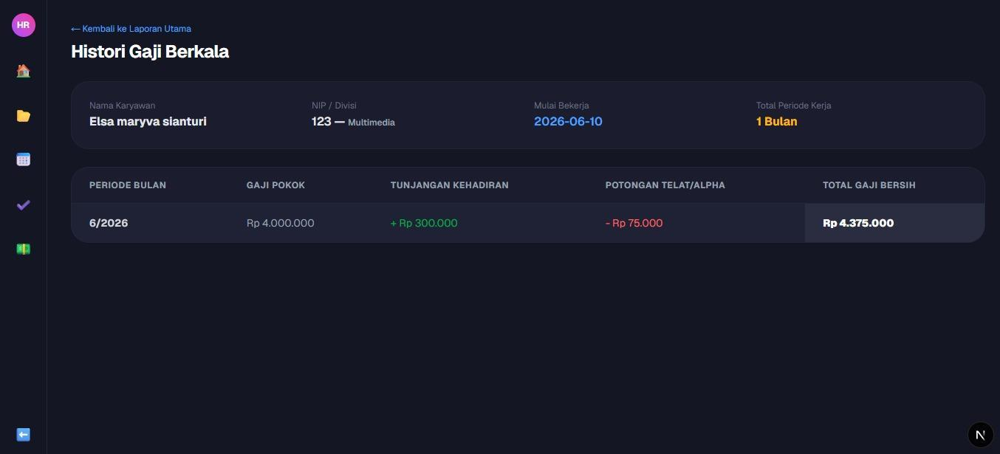 HR
← Kembali ke Laporan Utama
Histori Gaji Berkala
Nama Karyawan NIP / Divisi Mulai Bekerja Total Periode Kerja
Elsa maryva sianturi 123 — Multimedia 2026-06-10 1 Bulan
PERIODE BULAN GAJI POKOK TUNJANGAN KEHADIRAN POTONGAN TELAT/ALPHA TOTAL GAJI BERSIH
6/2026 Rp 4.000.000 + Rp 300.000 - Rp 75.000 Rp 4.375.000
N